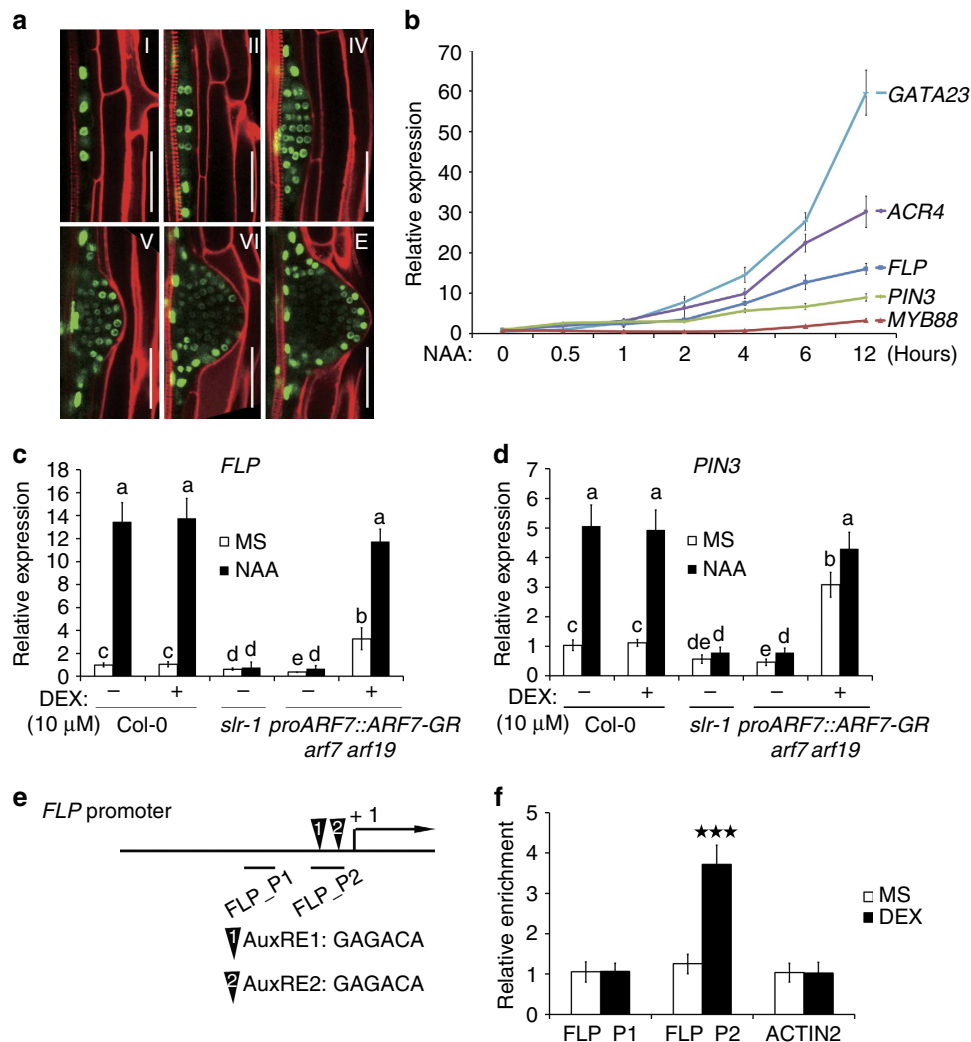 a
I
II
IV
V
VI
E
b
Relative expression
70
60
50
40
30
20
10
0
GATA23
ACR4
FLP
PIN3
MYB88
NAA: 0 0.5 1 2 4 6 12 (Hours)
c
FLP
Relative expression
18
16
14
12
10
8
6
4
2
0
MS
NAA
c a c a d d e d b a
DEX: − + − − +
(10 µM) Col-0 slr-1 proARF7::ARF7-GR
arf7 arf19
d
PIN3
Relative expression
7
6
5
4
3
2
1
0
MS
NAA
c a c a de d e d b a
DEX: − + − − +
(10 µM) Col-0 slr-1 proARF7::ARF7-GR
arf7 arf19
e
FLP promoter
1 2 + 1
FLP_P1 FLP_P2
1 AuxRE1: GAGACA
2 AuxRE2: GAGACA
f
Relative enrichment
5
4
3
2
1
0
★★★
MS
DEX
FLP P1 FLP P2 ACTIN2